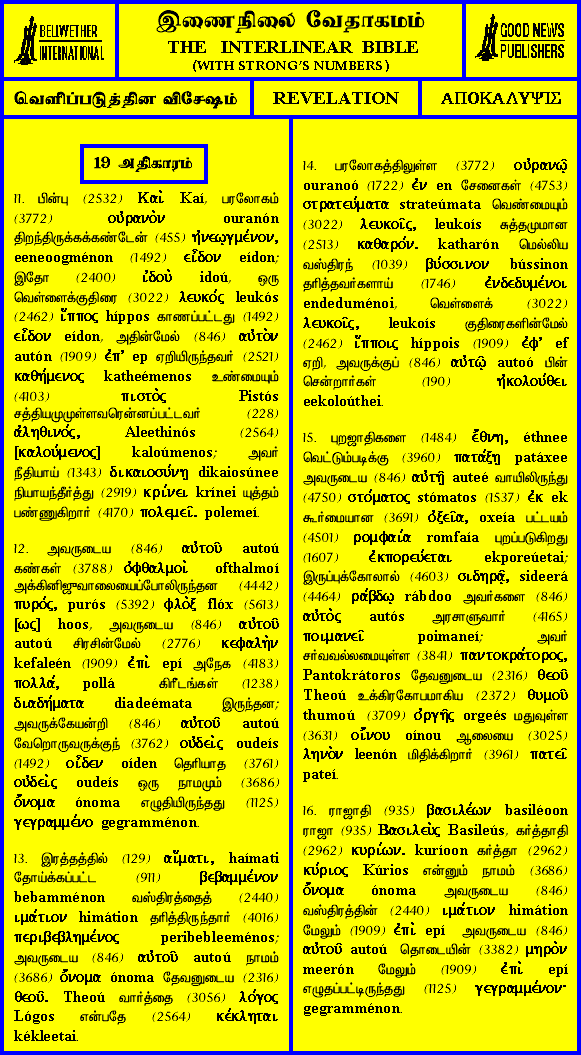 BELLWETHER
INTERNATIONAL
இணைநிலை வேதாகமம்
THE INTERLINEAR BIBLE
(WITH STRONG'S NUMBERS)
GOOD NEWS
PUBLISHERS
வெளிப்படுத்தின விசேஷம்
REVELATION
ΑΠΟΚΑΛΥΨΙΣ
19 அதிகாரம்
11. பின்பு (2532) Καὶ Kaí, பரலோகம்
(3772) οὐρανὸν ouranón
திறந்திருக்கக்கண்டேன் (455) ἠνεῳγμένον,
eeneoogménon (1492) εἶδον eídon;
இதோ (2400) ἰδοὺ idoú, ஒரு
வெள்ளைக்குதிரை (3022) λευκός leukós
(2462) ἵππος híppos காணப்பட்டது (1492)
εἶδον eídon, அதின்மேல் (846) αὐτὸν
autón (1909) ἐπ' ep ஏறியிருந்தவர் (2521)
καθήμενος katheémenos உண்மையும்
(4103) πιστὸς Pistós
சத்தியமுமுள்ளவரென்னப்பட்டவர் (228)
ἀληθινός, Aleethinós (2564)
[καλούμενος] kaloúmenos; அவர்
நீதியாய் (1343) δικαιοσύνῃ dikaiosúnee
நியாயந்தீர்த்து (2919) κρίνει krínei யுத்தம்
பண்ணுகிறார் (4170) πολεμεῖ. polemeí.
12. அவருடைய (846) αὐτοῦ autoú
கண்கள் (3788) ὀφθαλμοὶ ofthalmoí
அக்கினிஜுவாலையைப்போலிருந்தன (4442)
πυρός, purós (5392) φλὸξ flóx (5613)
[ως] hoos, அவருடைய (846) αὐτοῦ
autoú சிரசின்மேல் (2776) κεφαλὴν
kefaleén (1909) ἐπὶ epí அநேக (4183)
πολλά, pollá கிரீடங்கள் (1238)
διαδήματα diadeémata இருந்தன;
அவருக்கேயன்றி (846) αὐτοῦ autoú
வேறொருவருக்குந் (3762) οὐδεὶς oudeís
(1492) οἶδεν oíden தெரியாத (3761)
οὐδεὶς oudeís ஒரு நாமமும் (3686)
ὄνομα ónoma எழுதியிருந்தது (1125)
γεγραμμένο gegramménon.
13. இரத்தத்தில் (129) αἵματι, haímati
தோய்க்கப்பட்ட (911) βεβαμμένον
bebamménon வஸ்திரத்தைத் (2440)
ιμάτιον himátion தரித்திருந்தார் (4016)
περιβεβλημένος peribebleeménos;
அவருடைய (846) αὐτοῦ autoú நாமம்
(3686) ὄνομα ónoma தேவனுடைய (2316)
θεοῦ. Theoú வார்த்தை (3056) λόγος
Lógos என்பதே (2564) κέκληται
kékleetai.
14. பரலோகத்திலுள்ள (3772) οὐρανῷ
ouranoó (1722) ἐν en சேனைகள் (4753)
στρατεύματα strateúmata வெண்மையும்
(3022) λευκοῖς, leukoís சுத்தமுமான
(2513) καθαρόν. katharón மெல்லிய
வஸ்திரந் (1039) βύσσινον bússinon
தரித்தவர்களாய் (1746) ἐνδεδυμένοι
endeduménoi, வெள்ளைக் (3022)
λευκοῖς, leukoís குதிரைகளின்மேல்
(2462) ἵπποις híppois (1909) ἐφ' ef
ஏறி, அவருக்குப் (846) αὐτῷ autoó பின்
சென்றார்கள் (190) ἠκολούθει
eekoloúthei.
15. புறஜாதிகளை (1484) ἔθνη, éthnee
வெட்டும்படிக்கு (3960) πατάξῃ patáxee
அவருடைய (846) αὐτῇ auteé வாயிலிருந்து
(4750) στόματος stómatos (1537) ἐκ ek
கூர்மையான (3691) ὀξεῖα, oxeía பட்டயம்
(4501) ρομφαία romfaía புறப்படுகிறது
(1607) ἐκπορεύεται ekporeúetai;
இருப்புக்கோலால் (4603) σιδηρᾷ, sideerá
(4464) ράβδῳ rábdoo அவர்களை (846)
αὐτὸς autós அரசாளுவார் (4165)
ποιμανεῖ poimaneí; அவர்
சர்வவல்லமையுள்ள (3841) παντοκράτορος,
Pantokrátoros தேவனுடைய (2316) θεοῦ
Theoú உக்கிரகோபமாகிய (2372) θυμοῦ
thumoú (3709) ὀργῆς orgeés மதுவுள்ள
(3631) οἴνου oínou ஆலையை (3025)
ληνὸν leenón மிதிக்கிறார் (3961) πατεῖ
pateí.
16. ராஜாதி (935) βασιλέων basiléoon
ராஜா (935) Βασιλεὺς Basileús, கர்த்தாதி
(2962) κυρίων. kuríoon கர்த்தா (2962)
κύριος Kúrios என்னும் நாமம் (3686)
ὄνομα ónoma அவருடைய (846)
வஸ்திரத்தின் (2440) ιμάτιον himátion
மேலும் (1909) ἐπὶ epí அவருடைய (846)
αὐτοῦ autoú தொடையின் (3382) μηρὸν
meerón மேலும் (1909) ἐπὶ epí
எழுதப்பட்டிருந்தது (1125) γεγραμμένον·
gegramménon.